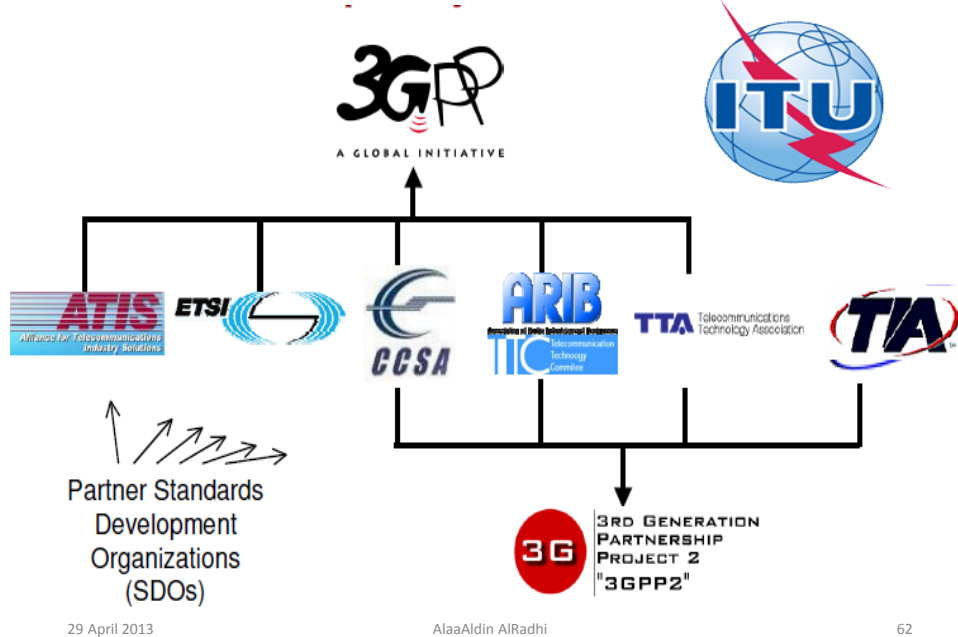 3GPP
A GLOBAL INITIATIVE
ITU
ATIS
Alliance for Telecommunications
Industry Solutions
ETSI
CCSA
ARIB
TTC
Telecommunication
Technoogy
Commitee
TTA
Telecommunications
Technology Association
TIA
Partner Standards
Development
Organizations
(SDOs)
3G
3RD GENERATION
PARTNERSHIP
PROJECT 2
"3GPP2"
29 April 2013
AlaaAldin AlRadhi
62